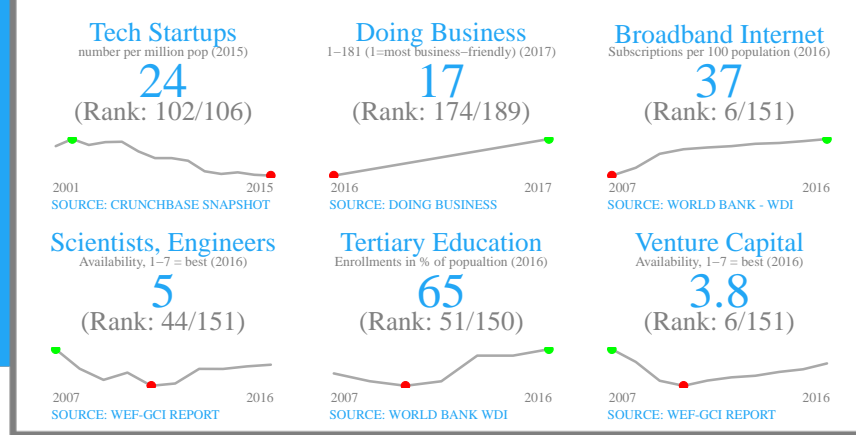 Tech Startups
number per million pop (2015)
24
(Rank: 102/106)
2001 2015
SOURCE: CRUNCHBASE SNAPSHOT
Doing Business
1–181 (1=most business–friendly) (2017)
17
(Rank: 174/189)
2016 2017
SOURCE: DOING BUSINESS
Broadband Internet
Subscriptions per 100 population (2016)
37
(Rank: 6/151)
2007 2016
SOURCE: WORLD BANK - WDI
Scientists, Engineers
Availability, 1–7 = best (2016)
5
(Rank: 44/151)
2007 2016
SOURCE: WEF-GCI REPORT
Tertiary Education
Enrollments in % of popualtion (2016)
65
(Rank: 51/150)
2007 2016
SOURCE: WORLD BANK WDI
Venture Capital
Availability, 1–7 = best (2016)
3.8
(Rank: 6/151)
2007 2016
SOURCE: WEF-GCI REPORT